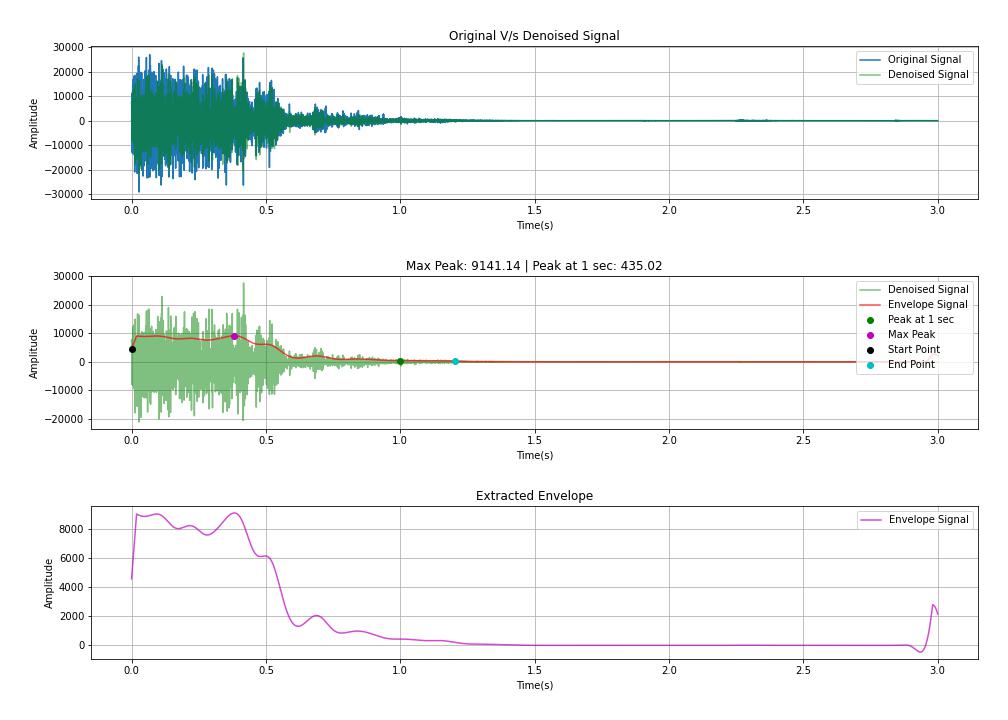 Original V/s Denoised Signal
30000
20000
10000
0
−10000
−20000
−30000
Amplitude
Original Signal
Denoised Signal
0.0 0.5 1.0 1.5 2.0 2.5 3.0
Time(s)
Max Peak: 9141.14 | Peak at 1 sec: 435.02
30000
20000
10000
0
−10000
−20000
Amplitude
Denoised Signal
Envelope Signal
Peak at 1 sec
Max Peak
Start Point
End Point
0.0 0.5 1.0 1.5 2.0 2.5 3.0
Time(s)
Extracted Envelope
8000
6000
4000
2000
0
Amplitude
Envelope Signal
0.0 0.5 1.0 1.5 2.0 2.5 3.0
Time(s)